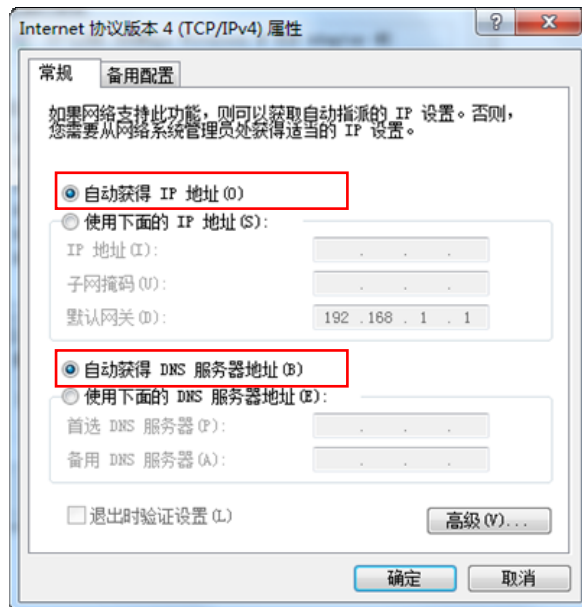 Internet 协议版本 4 (TCP/IPv4) 属性
常规 备用配置
如果网络支持此功能，则可以获取自动指派的 IP 设置。否则，
您需要从网络系统管理员处获得适当的 IP 设置。
自动获得 IP 地址(O)
使用下面的 IP 地址(S):
IP 地址(I):
子网掩码(U):
默认网关(D): 192 .168 . 1 . 1
自动获得 DNS 服务器地址(B)
使用下面的 DNS 服务器地址(E):
首选 DNS 服务器(P):
备用 DNS 服务器(A):
退出时验证设置(L)
高级(V)...
确定 取消